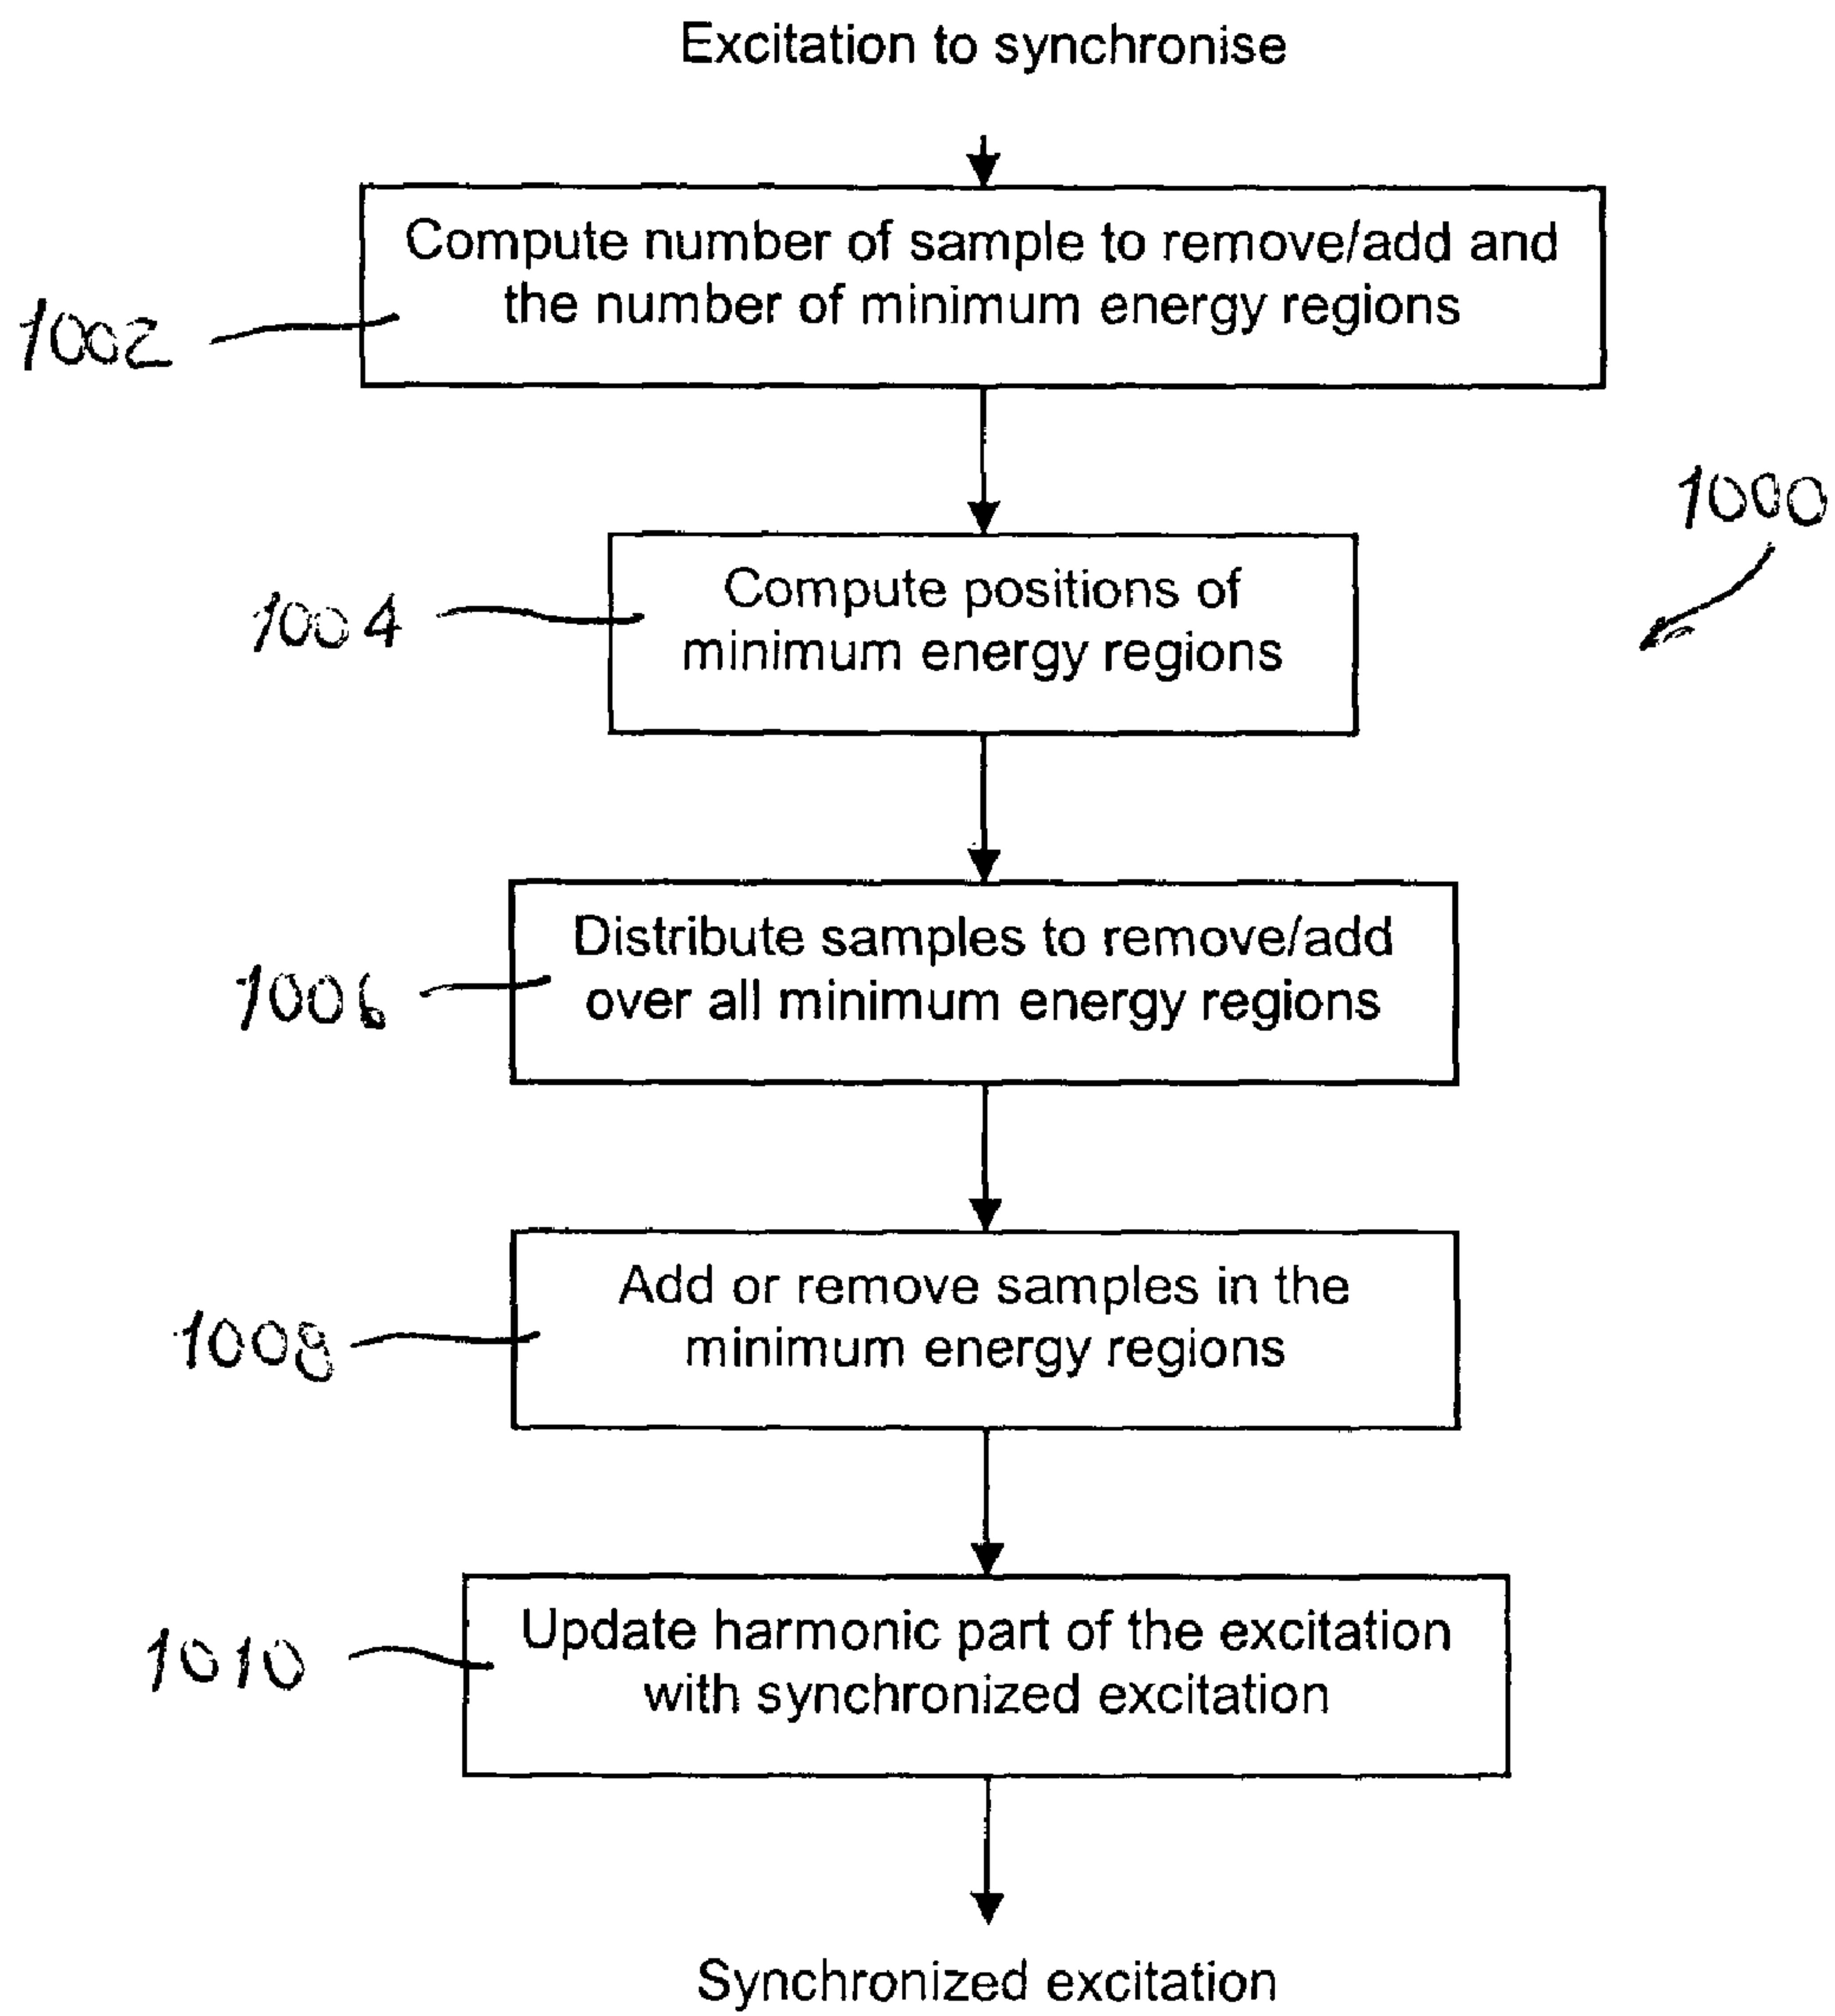 Excitation to synchronise
Compute number of sample to remove/add and
the number of minimum energy regions
1002
1000
Compute positions of
minimum energy regions
1004
Distribute samples to remove/add
over all minimum energy regions
1006
Add or remove samples in the
minimum energy regions
1008
Update harmonic part of the excitation
with synchronized excitation
1010
Synchronized excitation